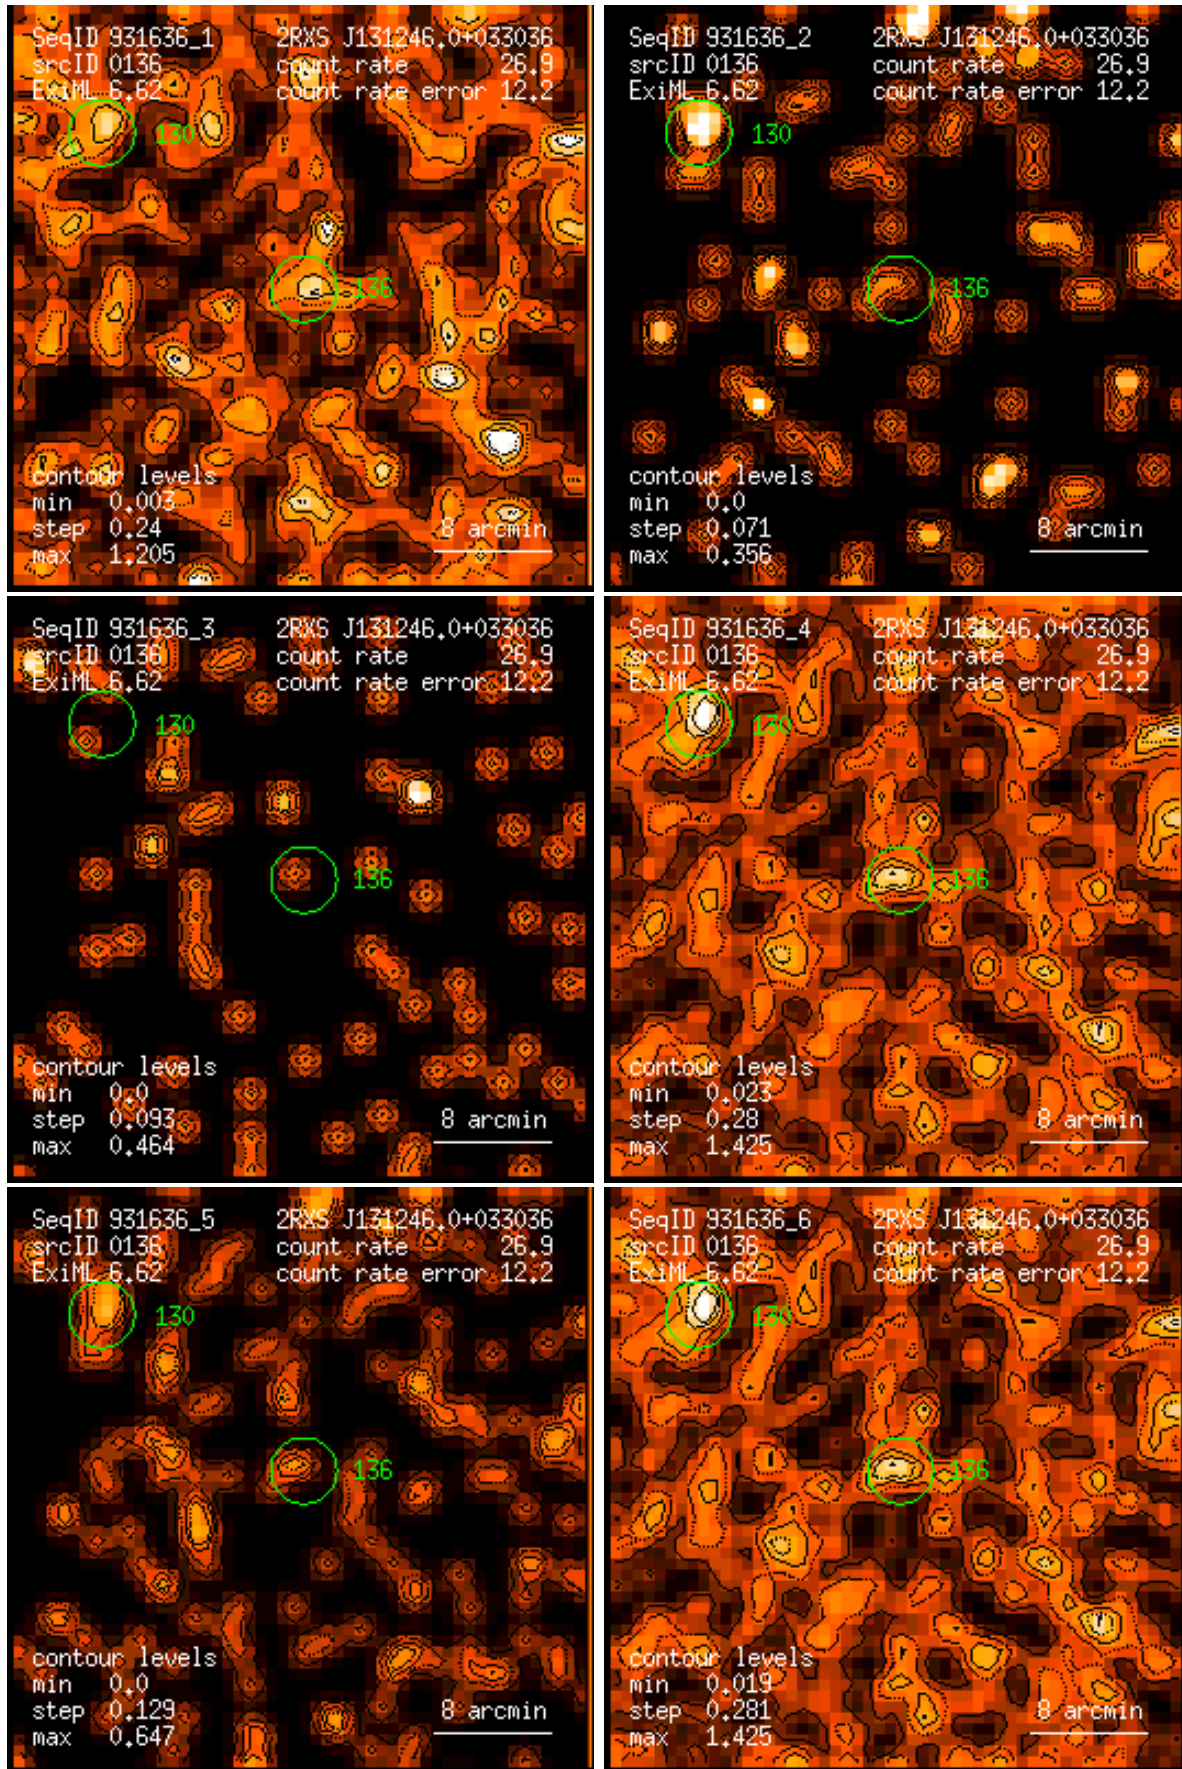 SeqID 931636_1 2RXS J131246.0+033036
srcID 0136 count rate 26.9
ExiML 6.62 count rate error 12.2
130
136
contour levels
min 0.003
step 0.24 8 arcmin
max 1.205
SeqID 931636_2 2RXS J131246.0+033036
srcID 0136 count rate 26.9
ExiML 6.62 count rate error 12.2
130
136
contour levels
min 0.0
step 0.071 8 arcmin
max 0.356
SeqID 931636_3 2RXS J131246.0+033036
srcID 0136 count rate 26.9
ExiML 6.62 count rate error 12.2
130
136
contour levels
min 0.0
step 0.093 8 arcmin
max 0.464
SeqID 931636_4 2RXS J131246.0+033036
srcID 0136 count rate 26.9
ExiML 6.62 count rate error 12.2
130
136
contour levels
min 0.023
step 0.28 8 arcmin
max 1.425
SeqID 931636_5 2RXS J131246.0+033036
srcID 0136 count rate 26.9
ExiML 6.62 count rate error 12.2
130
136
contour levels
min 0.0
step 0.129 8 arcmin
max 0.647
SeqID 931636_6 2RXS J131246.0+033036
srcID 0136 count rate 26.9
ExiML 6.62 count rate error 12.2
130
136
contour levels
min 0.019
step 0.281 8 arcmin
max 1.425